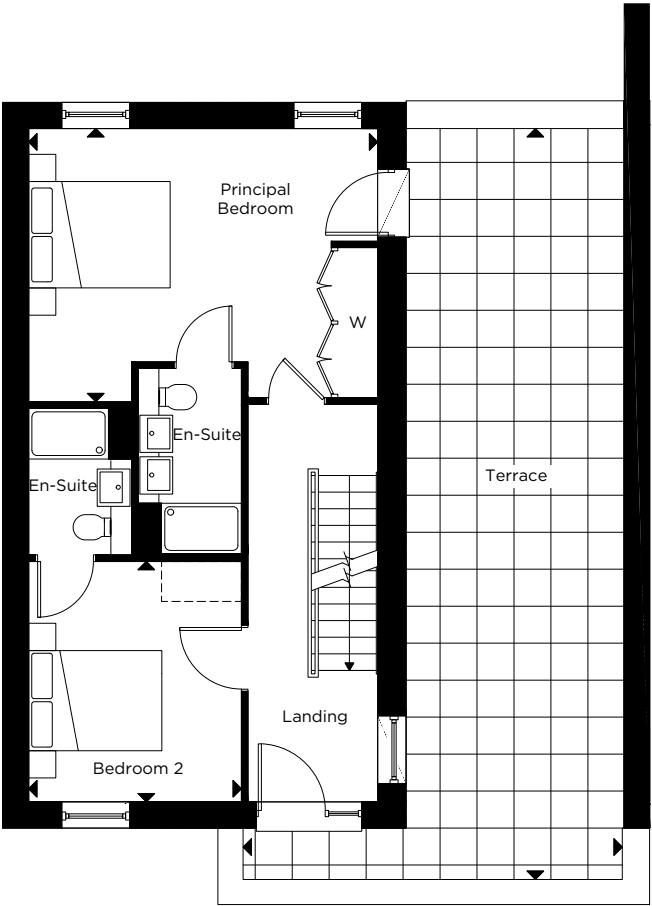 Principal
Bedroom
W
En-Suite
En-Suite
Terrace
Landing
Bedroom 2